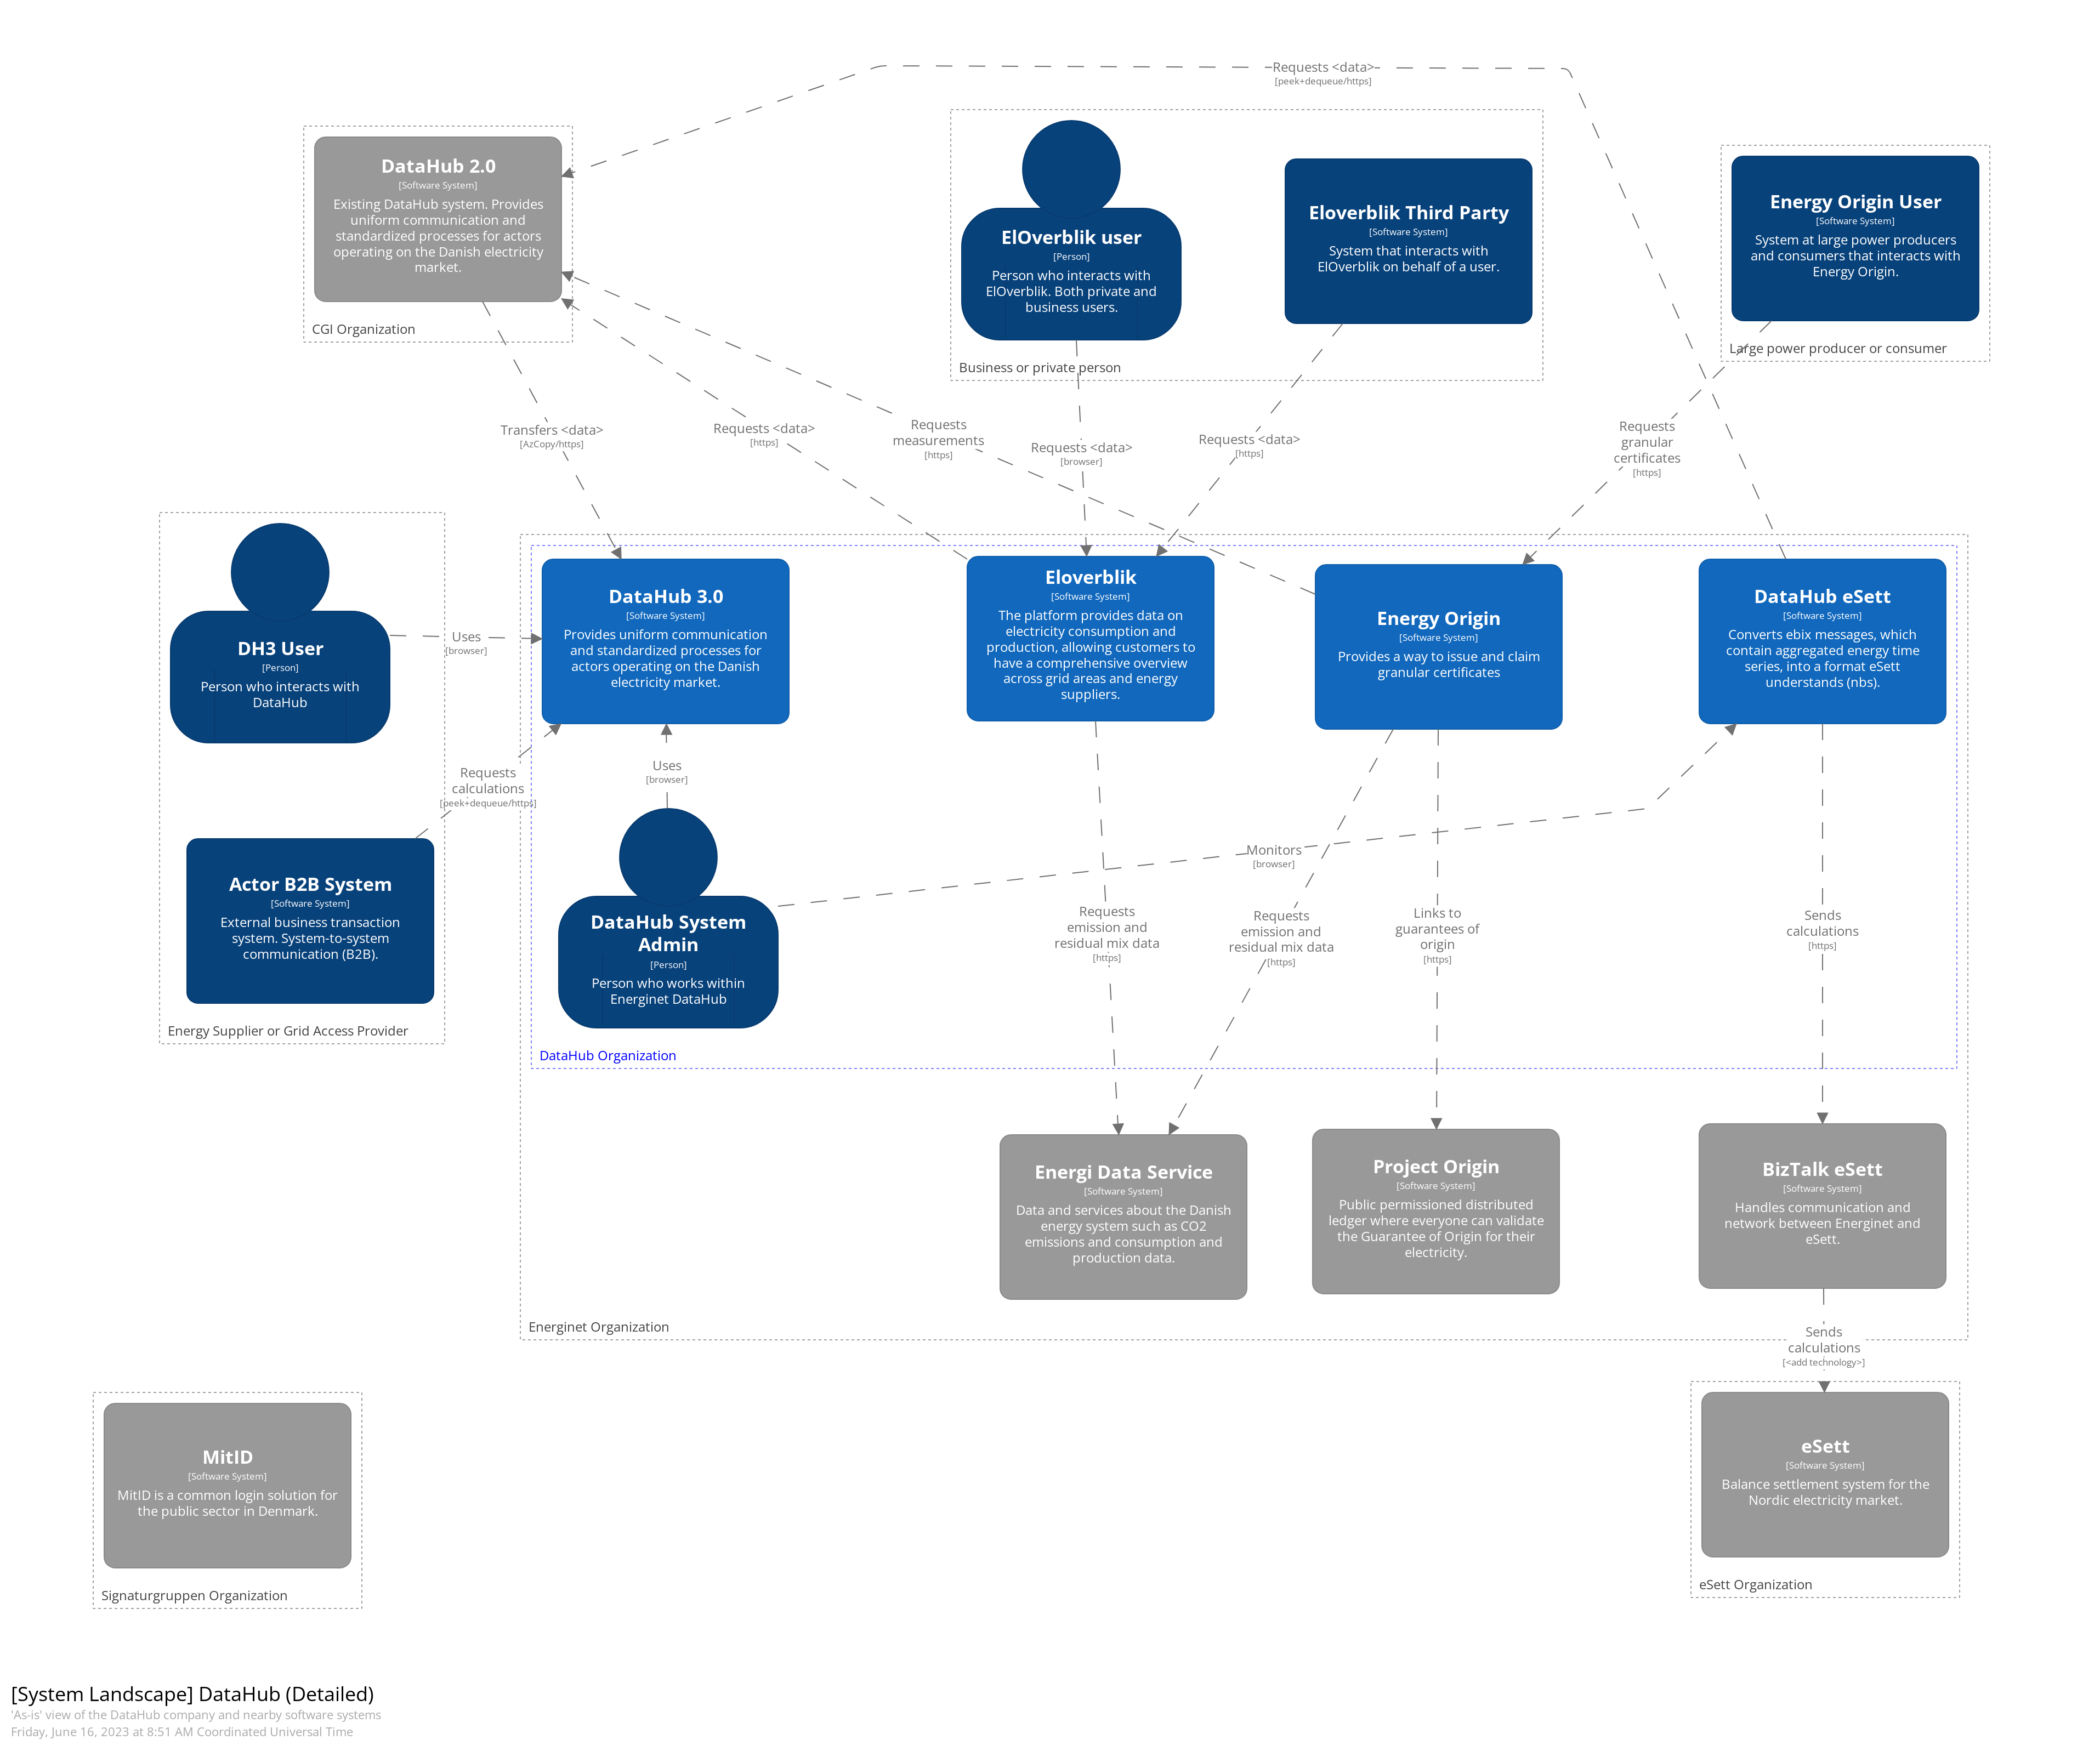 Requests <data>
[peek+dequeue/https]
DataHub 2.0
[Software System]
Existing DataHub system. Provides
uniform communication and
standardized processes for actors
operating on the Danish electricity
market.
CGI Organization
ElOverblik user
[Person]
Person who interacts with
ElOverblik. Both private and
business users.
Eloverblik Third Party
[Software System]
System that interacts with
ElOverblik on behalf of a user.
Business or private person
Energy Origin User
[Software System]
System at large power producers
and consumers that interacts with
Energy Origin.
Large power producer or consumer
Transfers <data>
[AzCopy/https]
Requests <data>
[https]
Requests
measurements
[https]
Requests <data>
[browser]
Requests <data>
[https]
Requests
granular
certificates
[https]
DH3 User
[Person]
Person who interacts with
DataHub
Uses
[browser]
DataHub 3.0
[Software System]
Provides uniform communication
and standardized processes for
actors operating on the Danish
electricity market.
Eloverblik
[Software System]
The platform provides data on
electricity consumption and
production, allowing customers to
have a comprehensive overview
across grid areas and energy
suppliers.
Energy Origin
[Software System]
Provides a way to issue and claim
granular certificates
DataHub eSett
[Software System]
Converts ebix messages, which
contain aggregated energy time
series, into a format eSett
understands (nbs).
Requests
calculations
[peek+dequeue/https]
Uses
[browser]
Actor B2B System
[Software System]
External business transaction
system. System-to-system
communication (B2B).
Energy Supplier or Grid Access Provider
DataHub System
Admin
[Person]
Person who works within
Energinet DataHub
Monitors
[browser]
Requests
emission and
residual mix data
[https]
Requests
emission and
residual mix data
[https]
Links to
guarantees of
origin
[https]
Sends
calculations
[https]
DataHub Organization
Energi Data Service
[Software System]
Data and services about the Danish
energy system such as CO2
emissions and consumption and
production data.
Project Origin
[Software System]
Public permissioned distributed
ledger where everyone can validate
the Guarantee of Origin for their
electricity.
BizTalk eSett
[Software System]
Handles communication and
network between Energinet and
eSett.
Energinet Organization
Sends
calculations
[<add technology>]
MitID
[Software System]
MitID is a common login solution for
the public sector in Denmark.
Signaturgruppen Organization
eSett
[Software System]
Balance settlement system for the
Nordic electricity market.
eSett Organization
[System Landscape] DataHub (Detailed)
'As-is' view of the DataHub company and nearby software systems
Friday, June 16, 2023 at 8:51 AM Coordinated Universal Time